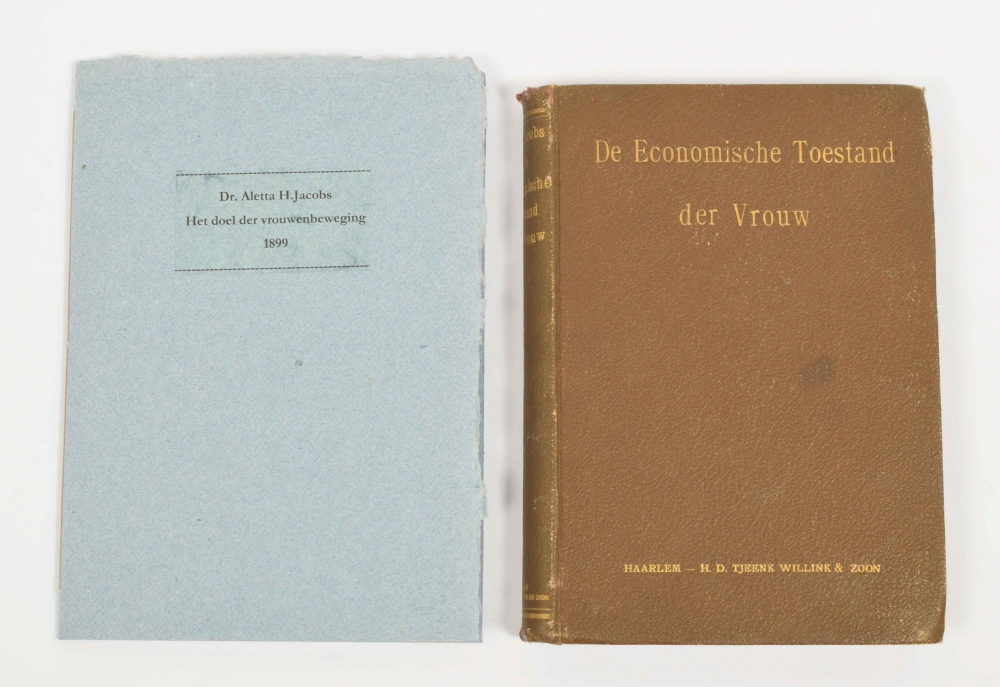 Dr. Aletta H.Jacobs
Het doel der vrouwenbeweging
1899
De Economische Toestand
der Vrouw
HAARLEM — H. D. TJEENK WILLINK & ZOON